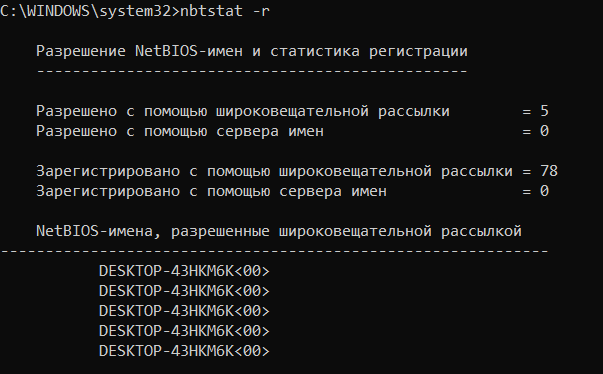 C:\WINDOWS\system32>nbtstat -r
Разрешение NetBIOS-имен и статистика регистрации
------------------------------------------------
Разрешено с помощью широковещательной рассылки = 5
Разрешено с помощью сервера имен = 0
Зарегистрировано с помощью широковещательной рассылки = 78
Зарегистрировано с помощью сервера имен = 0
NetBIOS-имена, разрешенные широковещательной рассылкой
-------------------------------------------------------------
DESKTOP-43HKM6K<00>
DESKTOP-43HKM6K<00>
DESKTOP-43HKM6K<00>
DESKTOP-43HKM6K<00>
DESKTOP-43HKM6K<00>